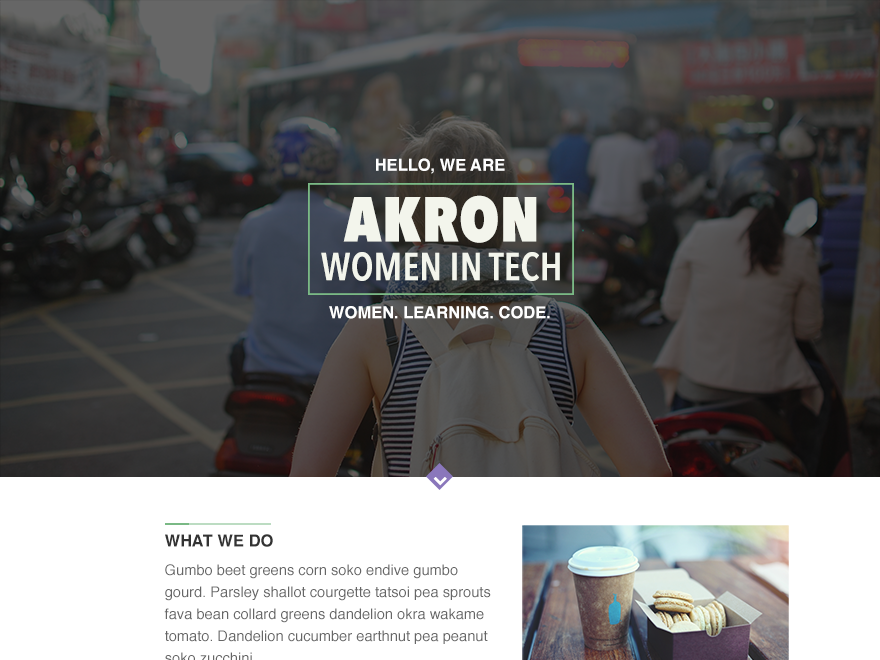 HELLO, WE ARE
AKRON
WOMEN IN TECH
WOMEN. LEARNING. CODE.
WHAT WE DO
Gumbo beet greens corn soko endive gumbo
gourd. Parsley shallot courgette tatsoi pea sprouts
fava bean collard greens dandelion okra wakame
tomato. Dandelion cucumber earthnut pea peanut
soko zucchini.